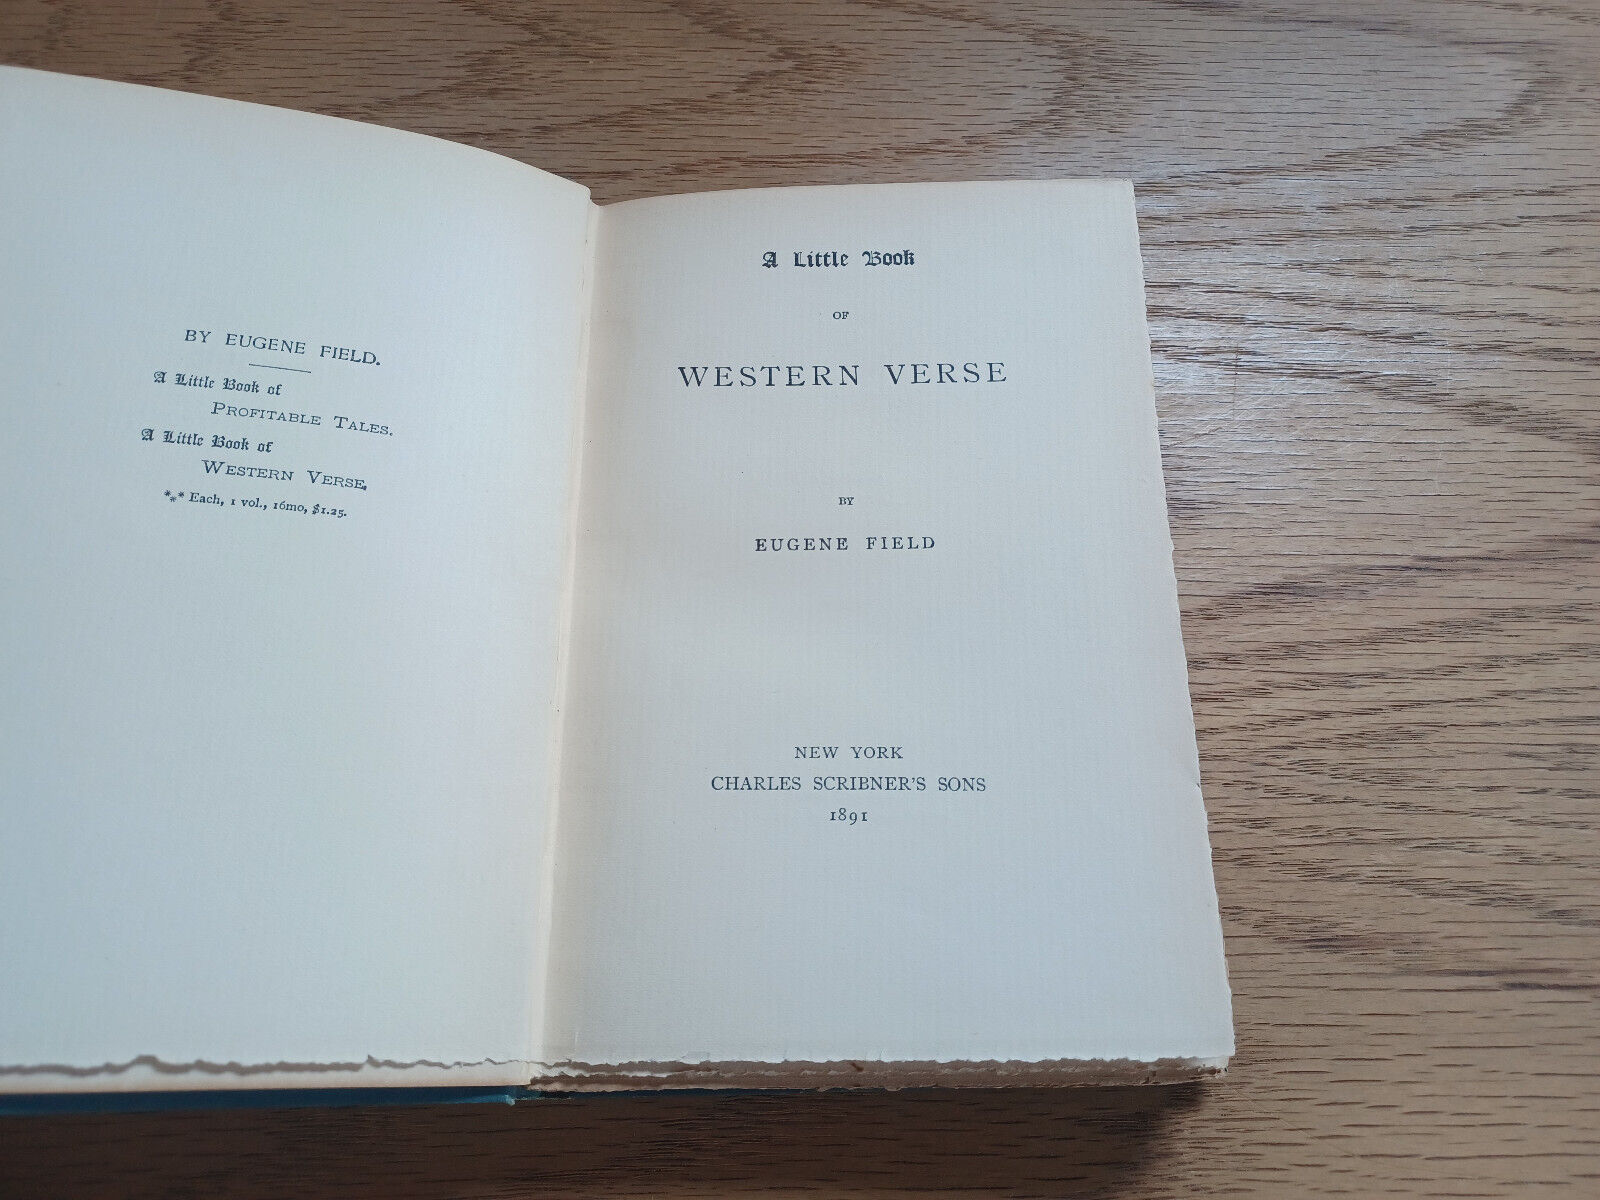 BY EUGENE FIELD.
A Little Book of
PROFITABLE TALES.
A Little Book of
WESTERN VERSE.
*⁎* Each, 1 vol., 16mo, $1.25.
A Little Book
OF
WESTERN VERSE
BY
EUGENE FIELD
NEW YORK
CHARLES SCRIBNER'S SONS
1891